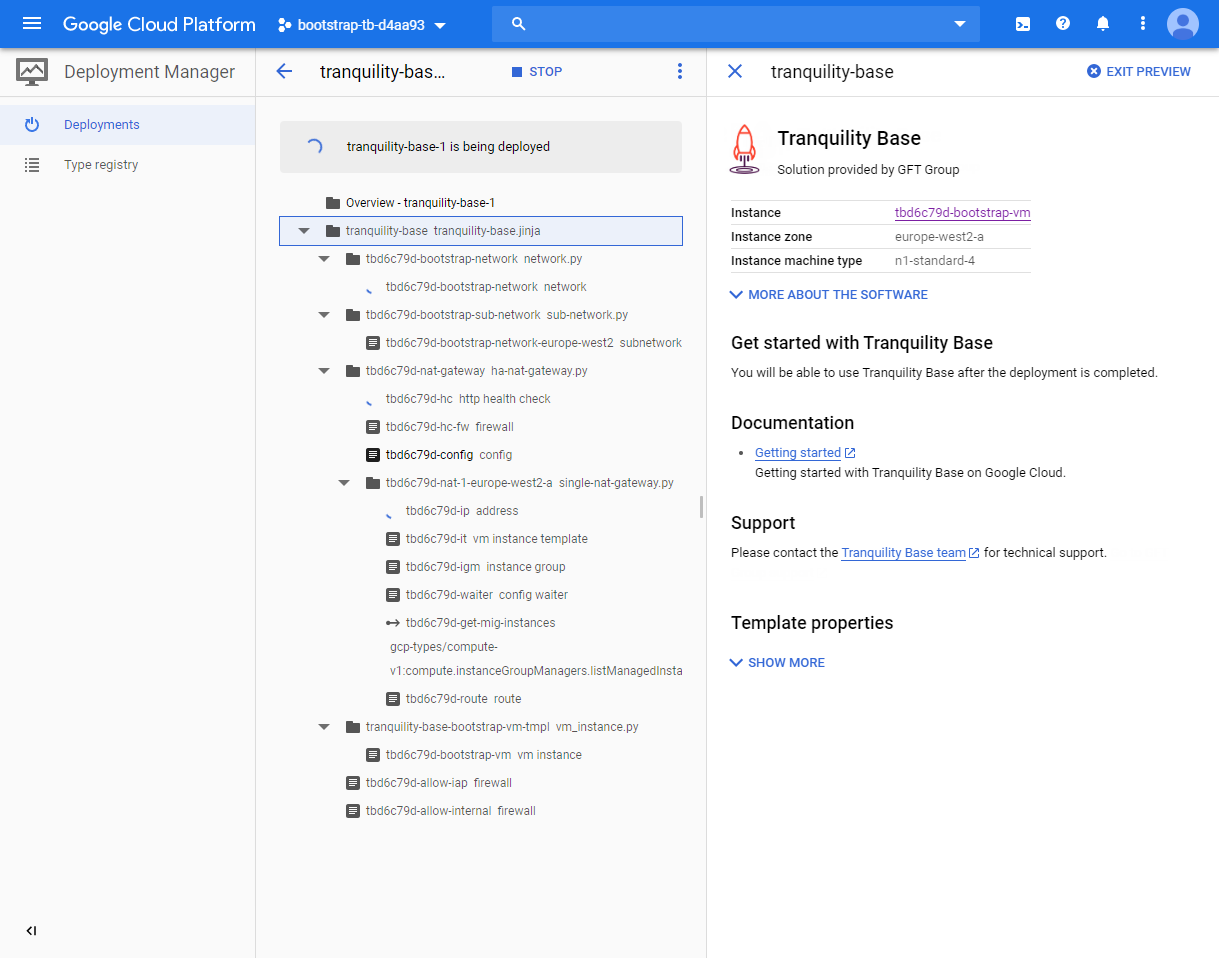 Google Cloud Platform
bootstrap-tb-d4aa93
Deployment Manager
Deployments
Type registry
tranquility-bas...
STOP
tranquility-base-1 is being deployed
Overview - tranquility-base-1
tranquility-base tranquility-base.jinja
tbd6c79d-bootstrap-network network.py
tbd6c79d-bootstrap-network network
tbd6c79d-bootstrap-sub-network sub-network.py
tbd6c79d-bootstrap-network-europe-west2 subnetwork
tbd6c79d-nat-gateway ha-nat-gateway.py
tbd6c79d-hc http health check
tbd6c79d-hc-fw firewall
tbd6c79d-config config
tbd6c79d-nat-1-europe-west2-a single-nat-gateway.py
tbd6c79d-ip address
tbd6c79d-it vm instance template
tbd6c79d-igm instance group
tbd6c79d-waiter config waiter
tbd6c79d-get-mig-instances
gcp-types/compute-
v1:compute.instanceGroupManagers.listManagedInsta
tbd6c79d-route route
tranquility-base-bootstrap-vm-tmpl vm_instance.py
tbd6c79d-bootstrap-vm vm instance
tbd6c79d-allow-iap firewall
tbd6c79d-allow-internal firewall
tranquility-base
EXIT PREVIEW
Tranquility Base
Solution provided by GFT Group
Instance tbd6c79d-bootstrap-vm
Instance zone europe-west2-a
Instance machine type n1-standard-4
MORE ABOUT THE SOFTWARE
Get started with Tranquility Base
You will be able to use Tranquility Base after the deployment is completed.
Documentation
Getting started
Getting started with Tranquility Base on Google Cloud.
Support
Please contact the Tranquility Base team for technical support.
Template properties
SHOW MORE